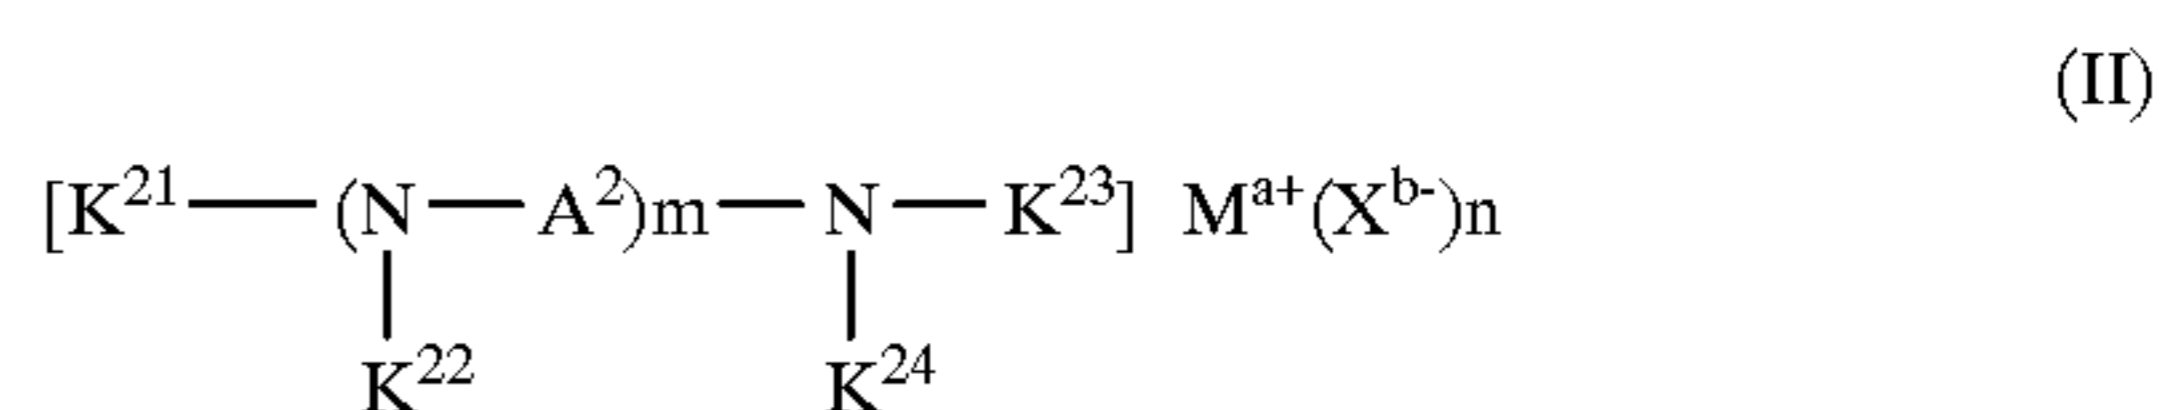 (II)
[K²¹—(N—A²)m—N—K²³] Mᵃ⁺(Xᵇ⁻)n
K²² K²⁴